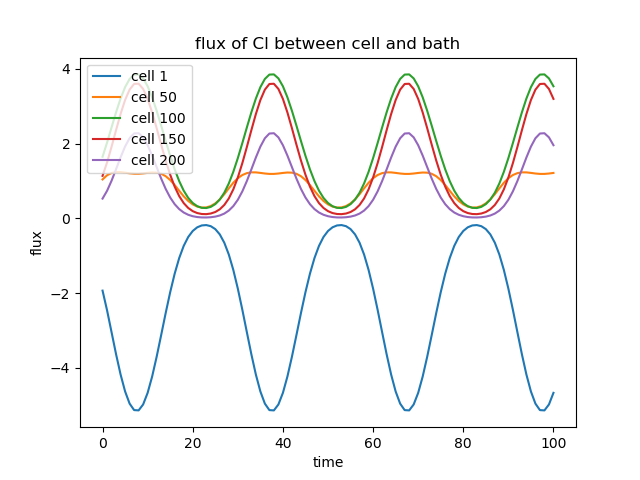 flux of Cl between cell and bath
cell 1
cell 50
cell 100
cell 150
cell 200
4
2
0
−2
−4
flux
0 20 40 60 80 100
time